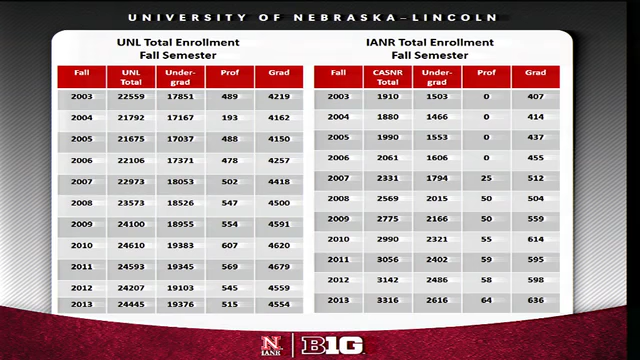 UNIVERSITY OF NEBRASKA–LINCOLN
UNL Total Enrollment
Fall Semester
Fall UNL Total Under-grad Prof Grad
2003 22559 17851 489 4219
2004 21792 17167 193 4162
2005 21675 17037 488 4150
2006 22106 17371 478 4257
2007 22973 18053 502 4418
2008 23573 18526 547 4500
2009 24100 18955 554 4591
2010 24610 19383 607 4620
2011 24593 19345 569 4679
2012 24207 19103 545 4559
2013 24445 19376 515 4554
IANR Total Enrollment
Fall Semester
Fall CASNR Total Under-grad Prof Grad
2003 1910 1503 0 407
2004 1880 1466 0 414
2005 1990 1553 0 437
2006 2061 1606 0 455
2007 2331 1794 25 512
2008 2569 2015 50 504
2009 2775 2166 50 559
2010 2990 2321 55 614
2011 3056 2402 59 595
2012 3142 2486 58 598
2013 3316 2616 64 636
N
IANR
B1G